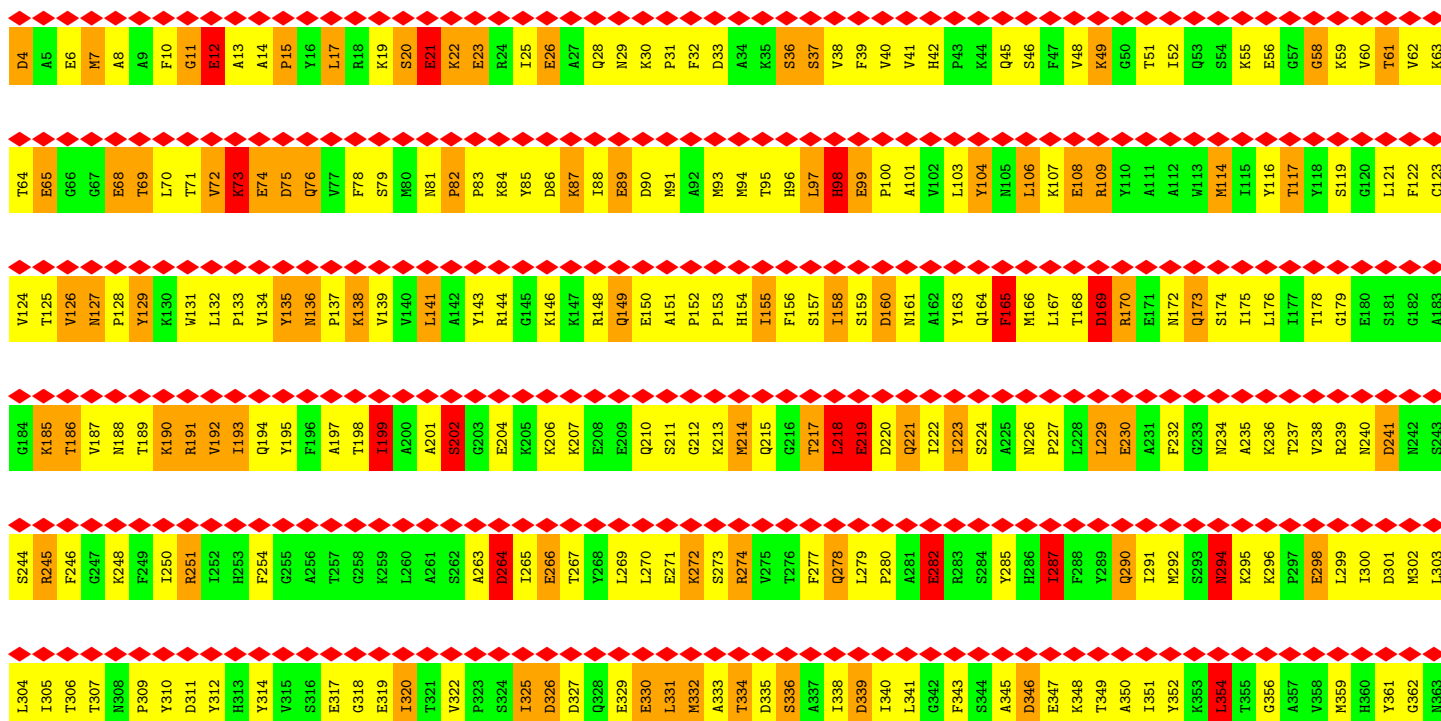 D4 A5 E6 M7 A8 A9 F10 G11 E12 A13 A14 P15 Y16 L17 R18 K19 S20 E21 K22 E23 R24 I25 E26 A27 Q28 N29 K30 P31 F32 D33 A34 K35 S36 S37 V38 F39 V40 V41 H42 P43 K44 Q45 S46 F47 V48 K49 G50 T51 I52 Q53 S54 K55 E56 G57 G58 K59 V60 T61 V62 K63
T64 E65 G66 G67 E68 T69 L70 T71 V72 K73 E74 D75 Q76 V77 F78 S79 M80 N81 P82 P83 K84 Y85 D86 K87 I88 E89 D90 M91 A92 M93 M94 T95 H96 L97 H98 E99 P100 A101 V102 L103 Y104 N105 L106 K107 E108 R109 Y110 A111 A112 W113 M114 T115 Y116 T117 Y118 S119 G120 L121 F122 C123
V124 T125 V126 N127 P128 Y129 K130 W131 L132 P133 V134 Y135 N136 P137 K138 V139 V140 L141 A142 Y143 R144 G145 K146 K147 R148 Q149 E150 A151 P152 P153 H154 I155 F156 S157 I158 S159 D160 N161 A162 Y163 Q164 F165 M166 L167 T168 D169 R170 E171 N172 Q173 S174 I175 L176 I177 T178 G179 E180 S181 G182 A183
G184 K185 T186 V187 N188 T189 K190 R191 V192 I193 Q194 Y195 F196 A197 T198 I199 A200 A201 S202 G203 E204 K205 K206 K207 E208 E209 Q210 S211 G212 K213 M214 Q215 G216 T217 L218 E219 D220 Q221 I222 I223 S224 A225 N226 P227 L228 L229 E230 A231 F232 G233 N234 A235 K236 T237 V238 R239 N240 D241 N242 S243
S244 R245 F246 G247 K248 F249 I250 R251 I252 H253 F254 G255 A256 T257 G258 K259 L260 A261 S262 A263 D264 I265 E266 T267 Y268 L269 L270 E271 K272 S273 R274 V275 T276 F277 Q278 L279 P280 A281 E282 R283 S284 Y285 H286 I287 F288 Y289 Q290 I291 M292 S293 N294 K295 K296 P297 E298 L299 I300 D301 M302 L303
L304 I305 T306 T307 N308 P309 Y310 D311 Y312 H313 Y314 V315 S316 E317 G318 E319 I320 T321 V322 P323 S324 I325 D326 D327 Q328 E329 E330 L331 M332 A333 T334 D335 S336 A337 I338 D339 I340 L341 G342 F343 S344 A345 D346 E347 K348 T349 A350 I351 Y352 K353 L354 T355 G356 A357 V358 M359 H360 Y361 G362 N363